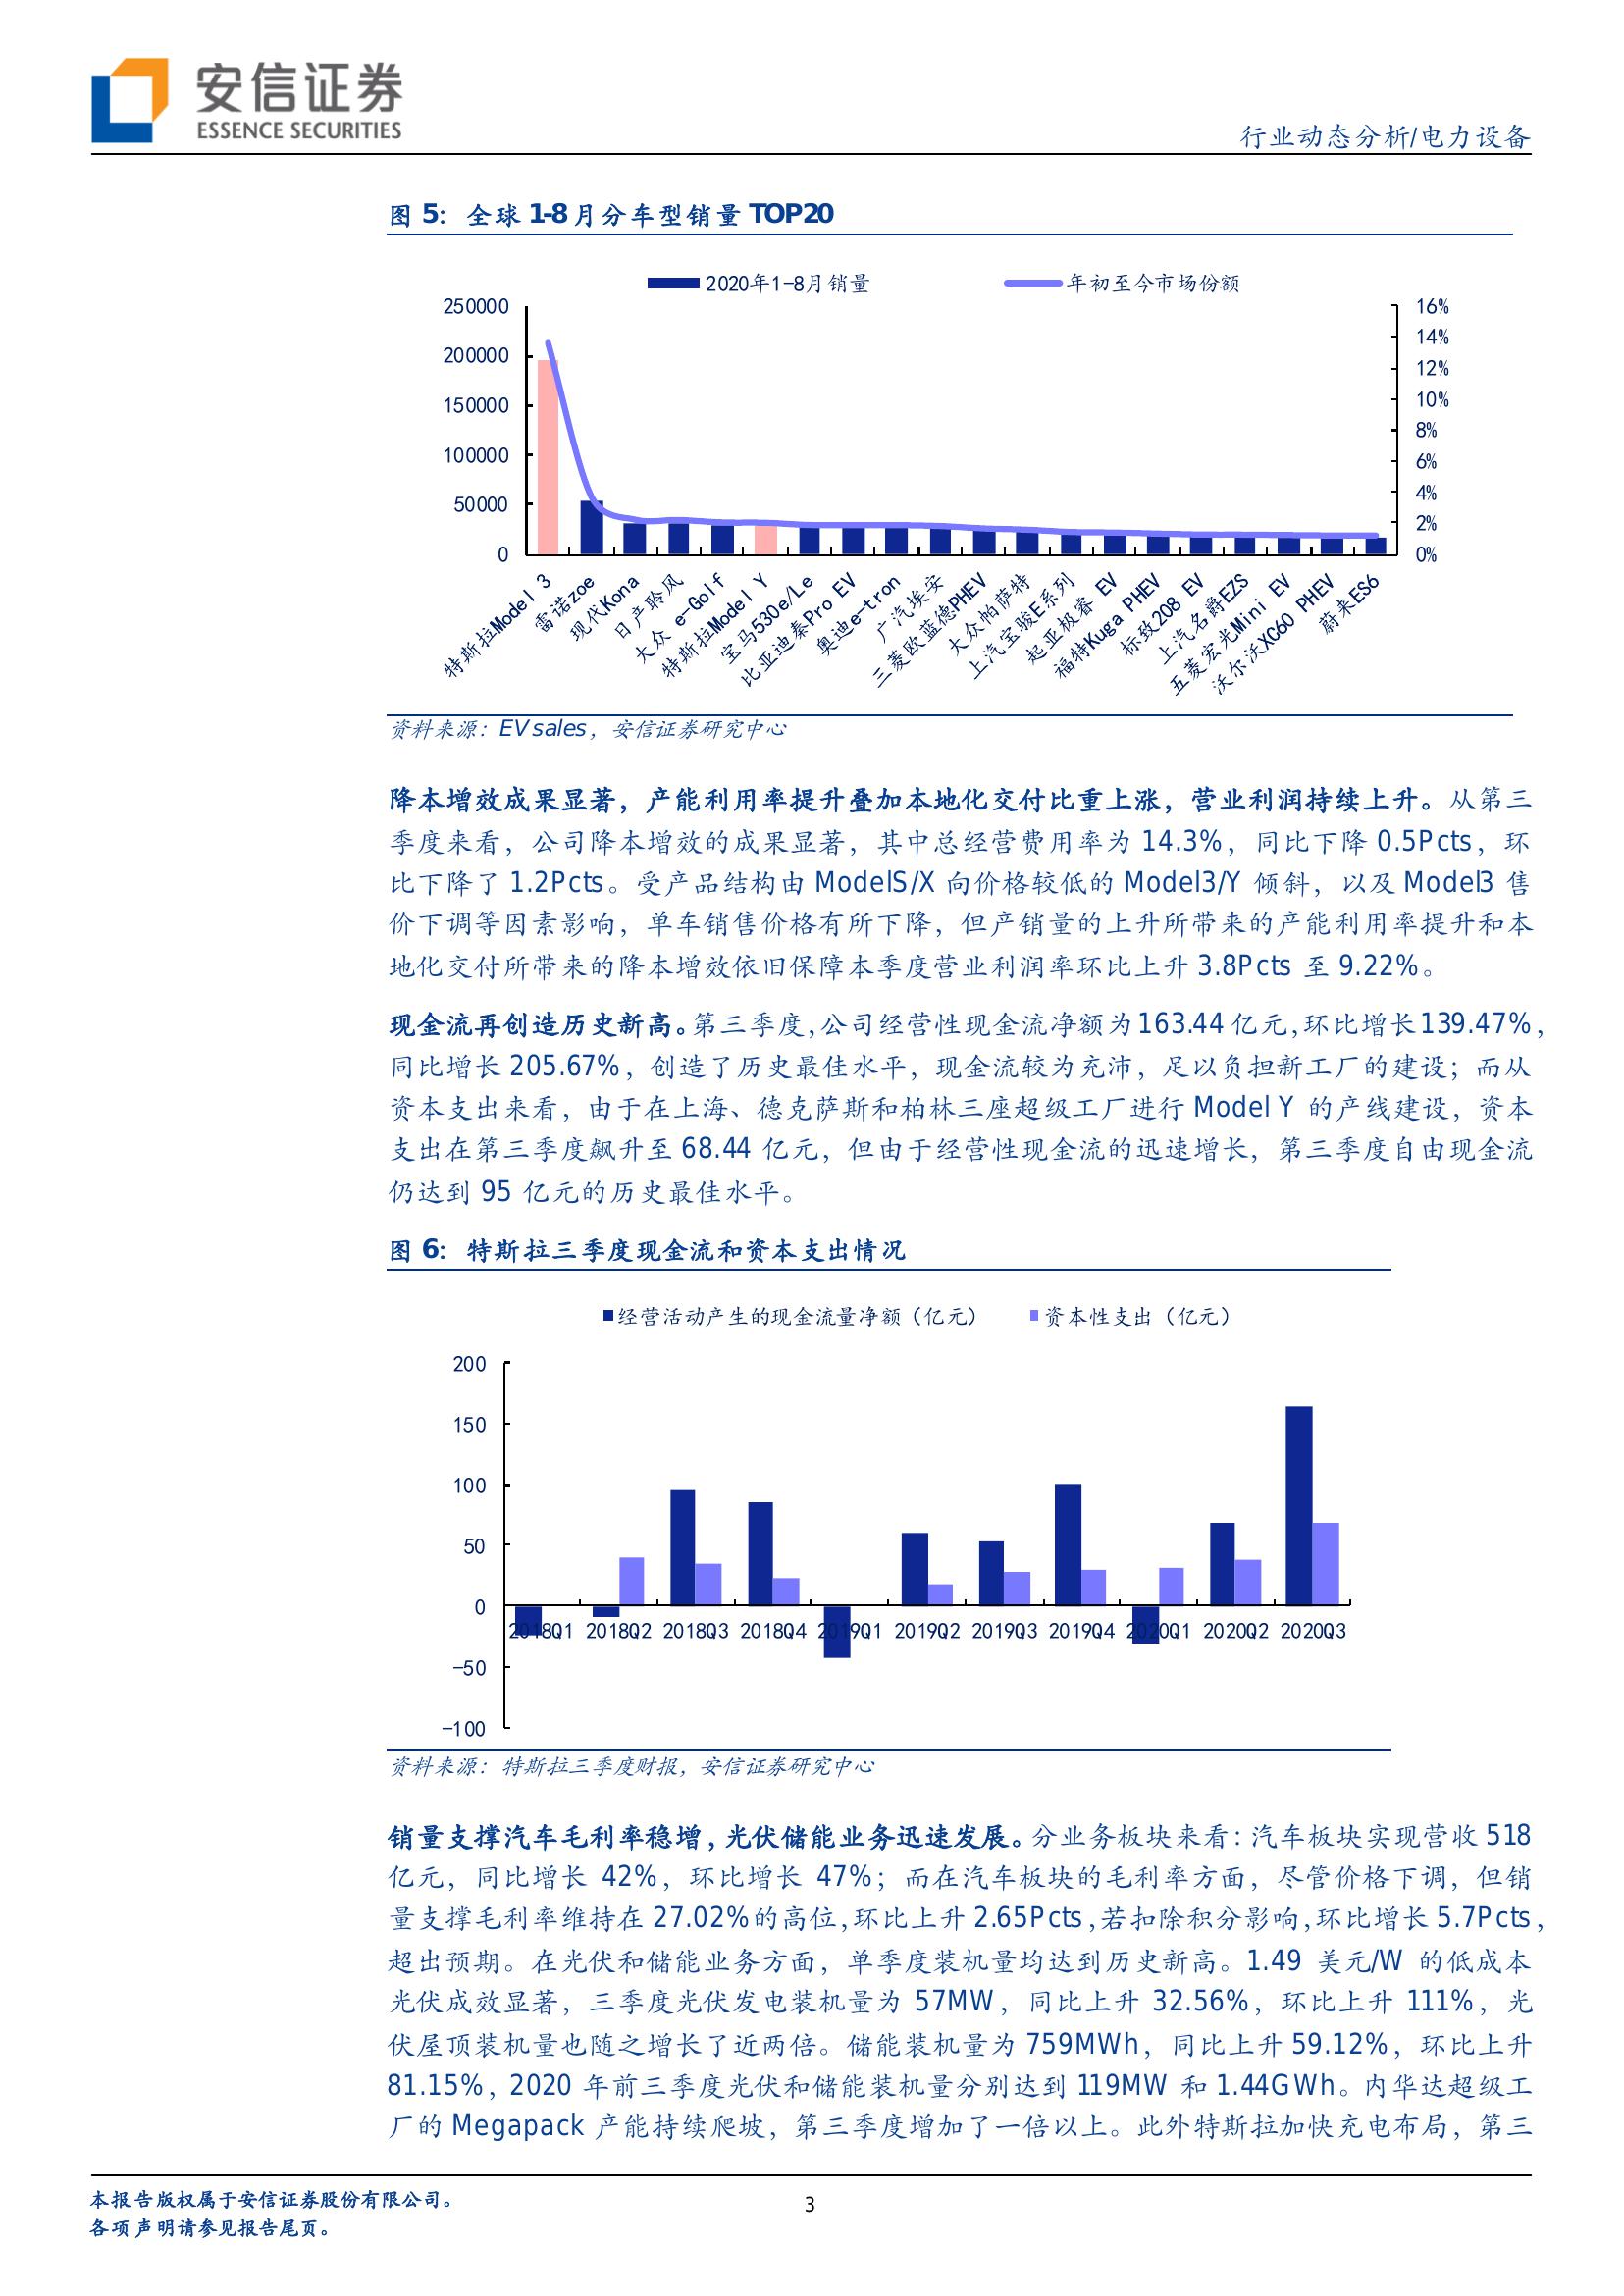 安信证券
ESSENCE SECURITIES
行业动态分析/电力设备
图 5：全球 1-8 月分车型销量 TOP20
2020年1-8月销量
年初至今市场份额
250000
200000
150000
100000
50000
0
16%
14%
12%
10%
8%
6%
4%
2%
0%
特斯拉Model 3
雷诺zoe
现代Kona
日产聆风
大众 e-Golf
特斯拉Model Y
宝马530e/Le
比亚迪秦Pro EV
奥迪e-tron
广汽埃安
三菱欧蓝德PHEV
大众帕萨特
上汽宝骏E系列
起亚极睿 EV
福特Kuga PHEV
标致208 EV
上汽名爵EZS
五菱宏光Mini EV
沃尔沃XC60 PHEV
蔚来ES6
资料来源：EV sales，安信证券研究中心
降本增效成果显著，产能利用率提升叠加本地化交付比重上涨，营业利润持续上升。从第三
季度来看，公司降本增效的成果显著，其中总经营费用率为 14.3%，同比下降 0.5Pcts，环
比下降了 1.2Pcts。受产品结构由 ModelS/X 向价格较低的 Model3/Y 倾斜，以及 Model3 售
价下调等因素影响，单车销售价格有所下降，但产销量的上升所带来的产能利用率提升和本
地化交付所带来的降本增效依旧保障本季度营业利润率环比上升 3.8Pcts 至 9.22%。
现金流再创造历史新高。第三季度，公司经营性现金流净额为 163.44 亿元，环比增长 139.47%，
同比增长 205.67%，创造了历史最佳水平，现金流较为充沛，足以负担新工厂的建设；而从
资本支出来看，由于在上海、德克萨斯和柏林三座超级工厂进行 Model Y 的产线建设，资本
支出在第三季度飙升至 68.44 亿元，但由于经营性现金流的迅速增长，第三季度自由现金流
仍达到 95 亿元的历史最佳水平。
图 6：特斯拉三季度现金流和资本支出情况
经营活动产生的现金流量净额（亿元）
资本性支出（亿元）
200
150
100
50
0
-50
-100
2018Q1
2018Q2
2018Q3
2018Q4
2019Q1
2019Q2
2019Q3
2019Q4
2020Q1
2020Q2
2020Q3
资料来源：特斯拉三季度财报，安信证券研究中心
销量支撑汽车毛利率稳增，光伏储能业务迅速发展。分业务板块来看：汽车板块实现营收 518
亿元，同比增长 42%，环比增长 47%；而在汽车板块的毛利率方面，尽管价格下调，但销
量支撑毛利率维持在 27.02%的高位，环比上升 2.65Pcts，若扣除积分影响，环比增长 5.7Pcts，
超出预期。在光伏和储能业务方面，单季度装机量均达到历史新高。1.49 美元/W 的低成本
光伏成效显著，三季度光伏发电装机量为 57MW，同比上升 32.56%，环比上升 111%，光
伏屋顶装机量也随之增长了近两倍。储能装机量为 759MWh，同比上升 59.12%，环比上升
81.15%，2020 年前三季度光伏和储能装机量分别达到 119MW 和 1.44GWh。内华达超级工
厂的 Megapack 产能持续爬坡，第三季度增加了一倍以上。此外特斯拉加快充电布局，第三
本报告版权属于安信证券股份有限公司。
各项声明请参见报告尾页。
3